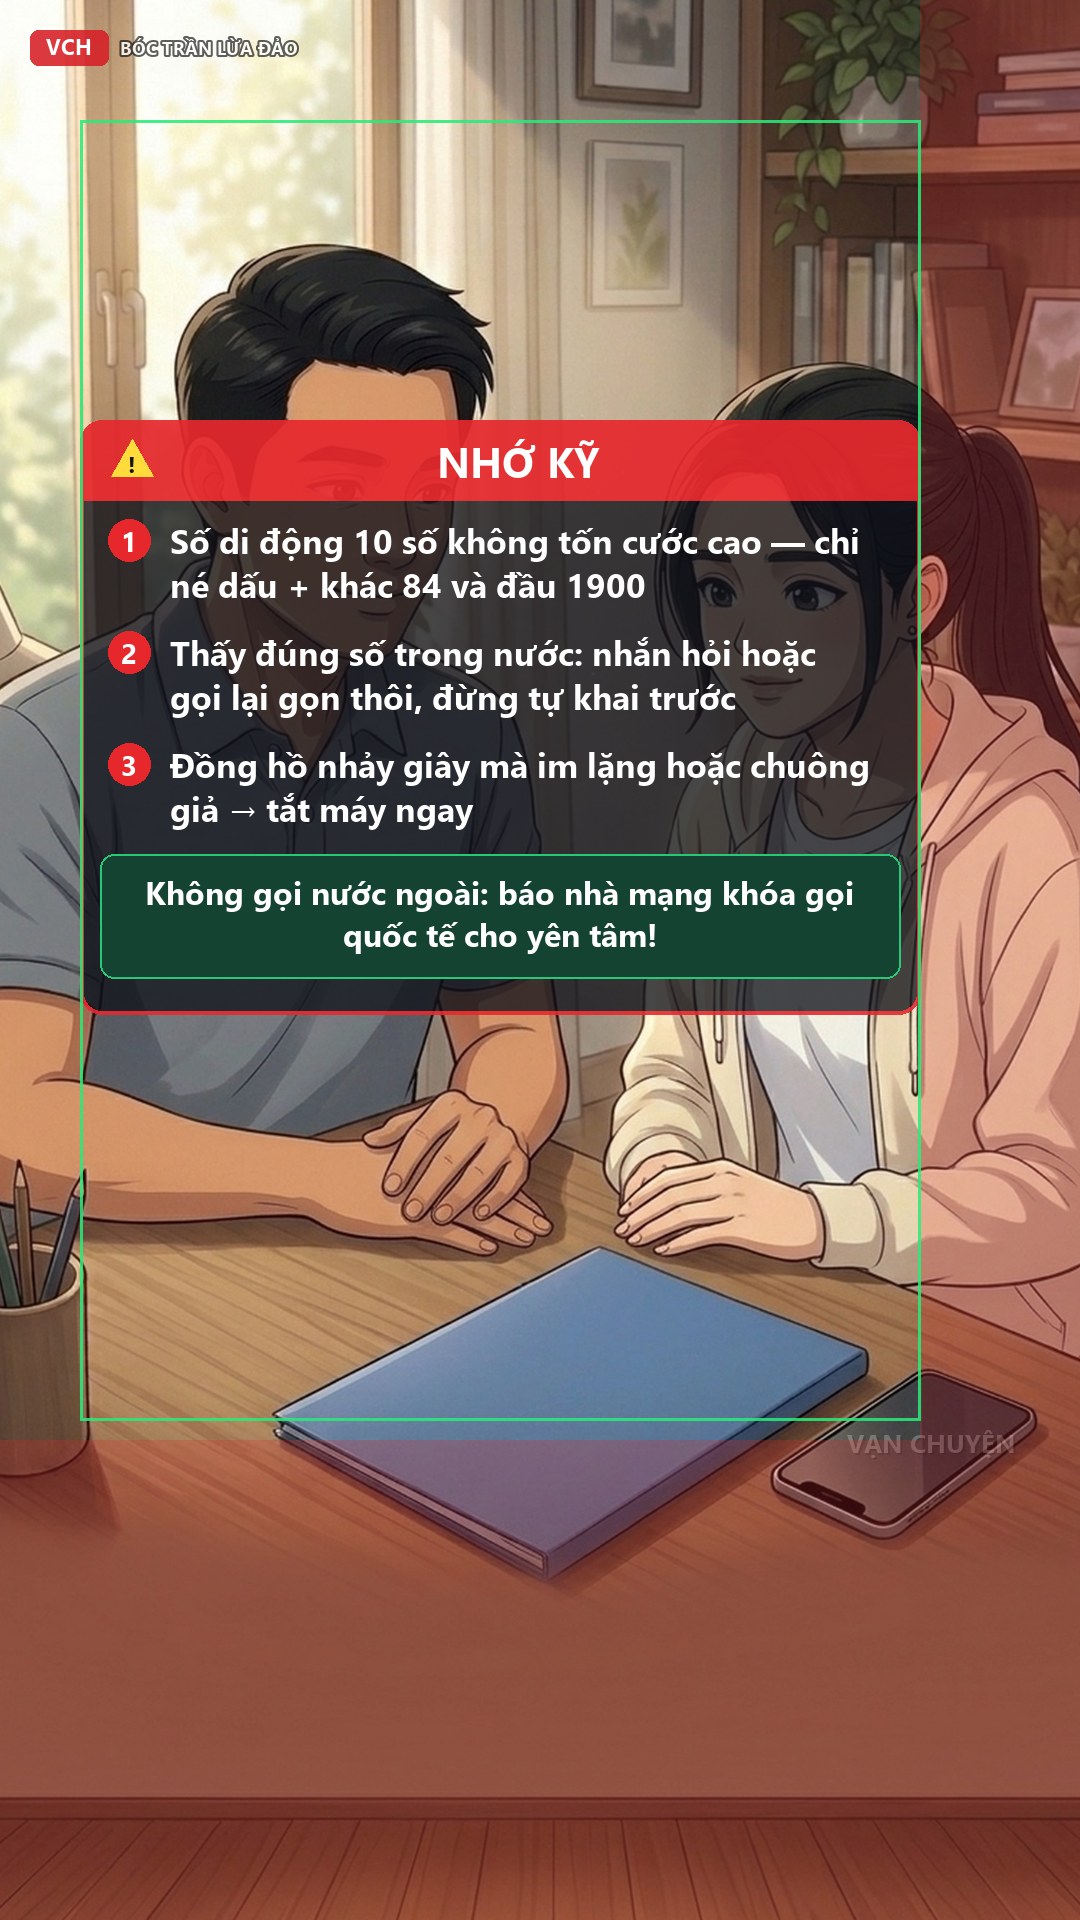 VCH BÓC TRẦN LỪA ĐẢO
NHỚ KỸ
1 Số di động 10 số không tốn cước cao — chỉ
né dấu + khác 84 và đầu 1900
2 Thấy đúng số trong nước: nhắn hỏi hoặc
gọi lại gọn thôi, đừng tự khai trước
3 Đồng hồ nhảy giây mà im lặng hoặc chuông
giả → tắt máy ngay
Không gọi nước ngoài: báo nhà mạng khóa gọi
quốc tế cho yên tâm!
VẠN CHUYỆN